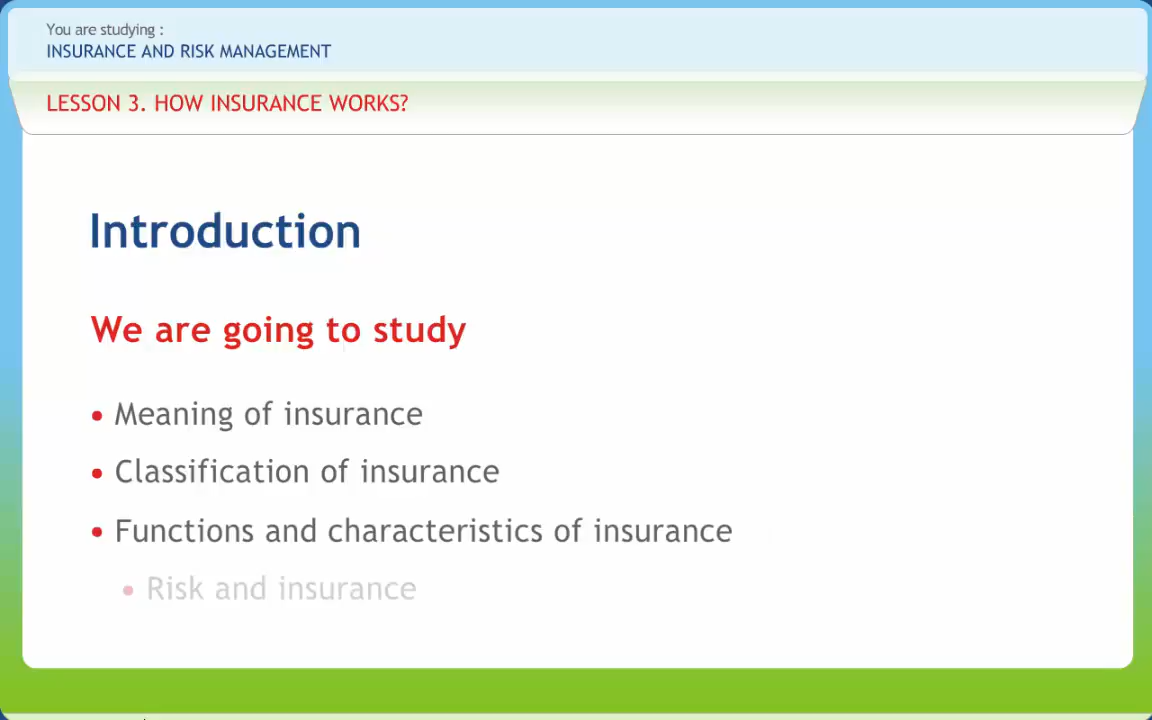 You are studying :
INSURANCE AND RISK MANAGEMENT
LESSON 3. HOW INSURANCE WORKS?
Introduction
We are going to study
• Meaning of insurance
• Classification of insurance
• Functions and characteristics of insurance
• Risk and insurance